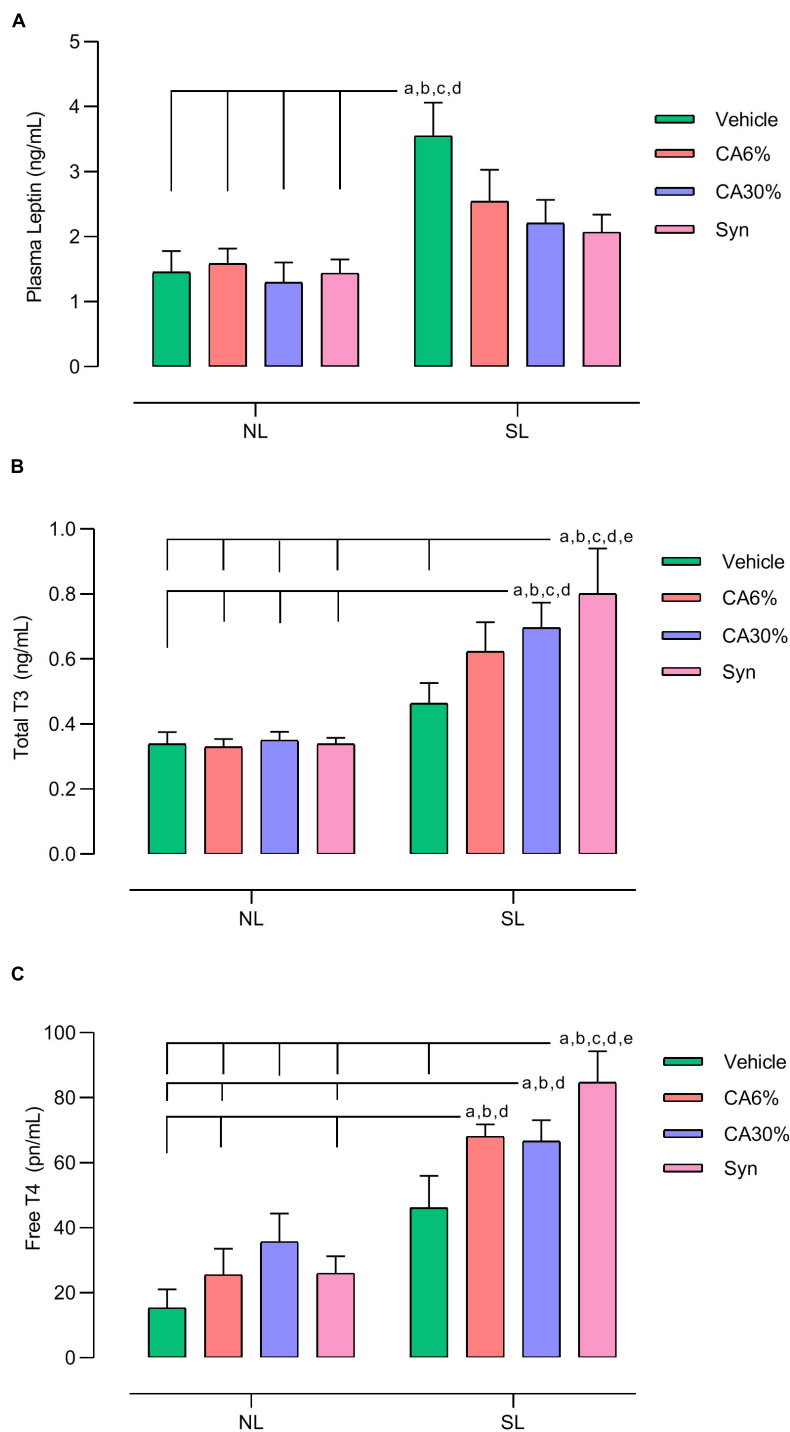 A
Plasma Leptin (ng/mL)
5
4
3
2
1
0
a,b,c,d
NL
SL
Vehicle
CA6%
CA30%
Syn
B
Total T3 (ng/mL)
1.0
0.8
0.6
0.4
0.2
0.0
a,b,c,d,e
a,b,c,d
NL
SL
Vehicle
CA6%
CA30%
Syn
C
Free T4 (pn/mL)
100
80
60
40
20
0
a,b,c,d,e
a,b,d
a,b,d
NL
SL
Vehicle
CA6%
CA30%
Syn